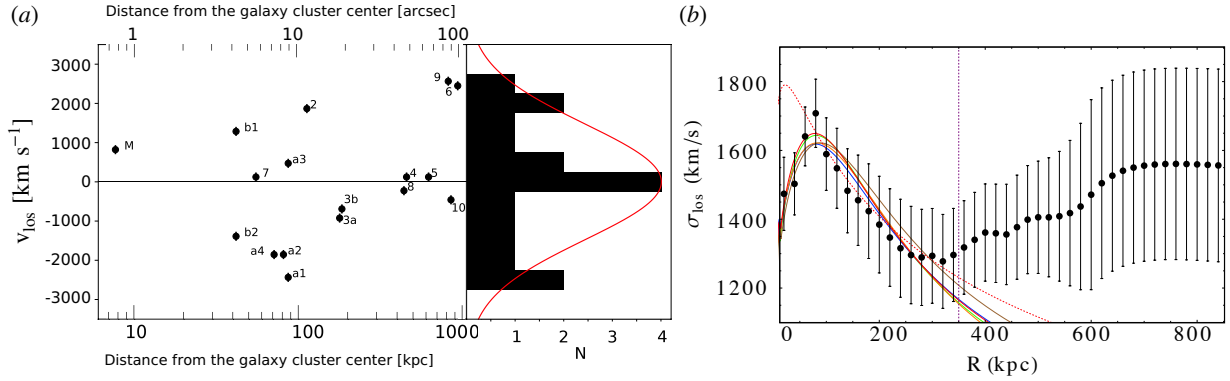 (a)
Distance from the galaxy cluster center [arcsec]
1 10 100
3000
2000
1000
0
-1000
-2000
-3000
v_los [km s⁻¹]
M
b1
7
2
a3
9
6
4
5
8
10
3b
3a
b2
a4
a2
a1
10 100 1000
Distance from the galaxy cluster center [kpc]
0 1 2 3 4
N
(b)
1800
1600
1400
1200
σ_los (km/s)
0 200 400 600 800
R (kpc)